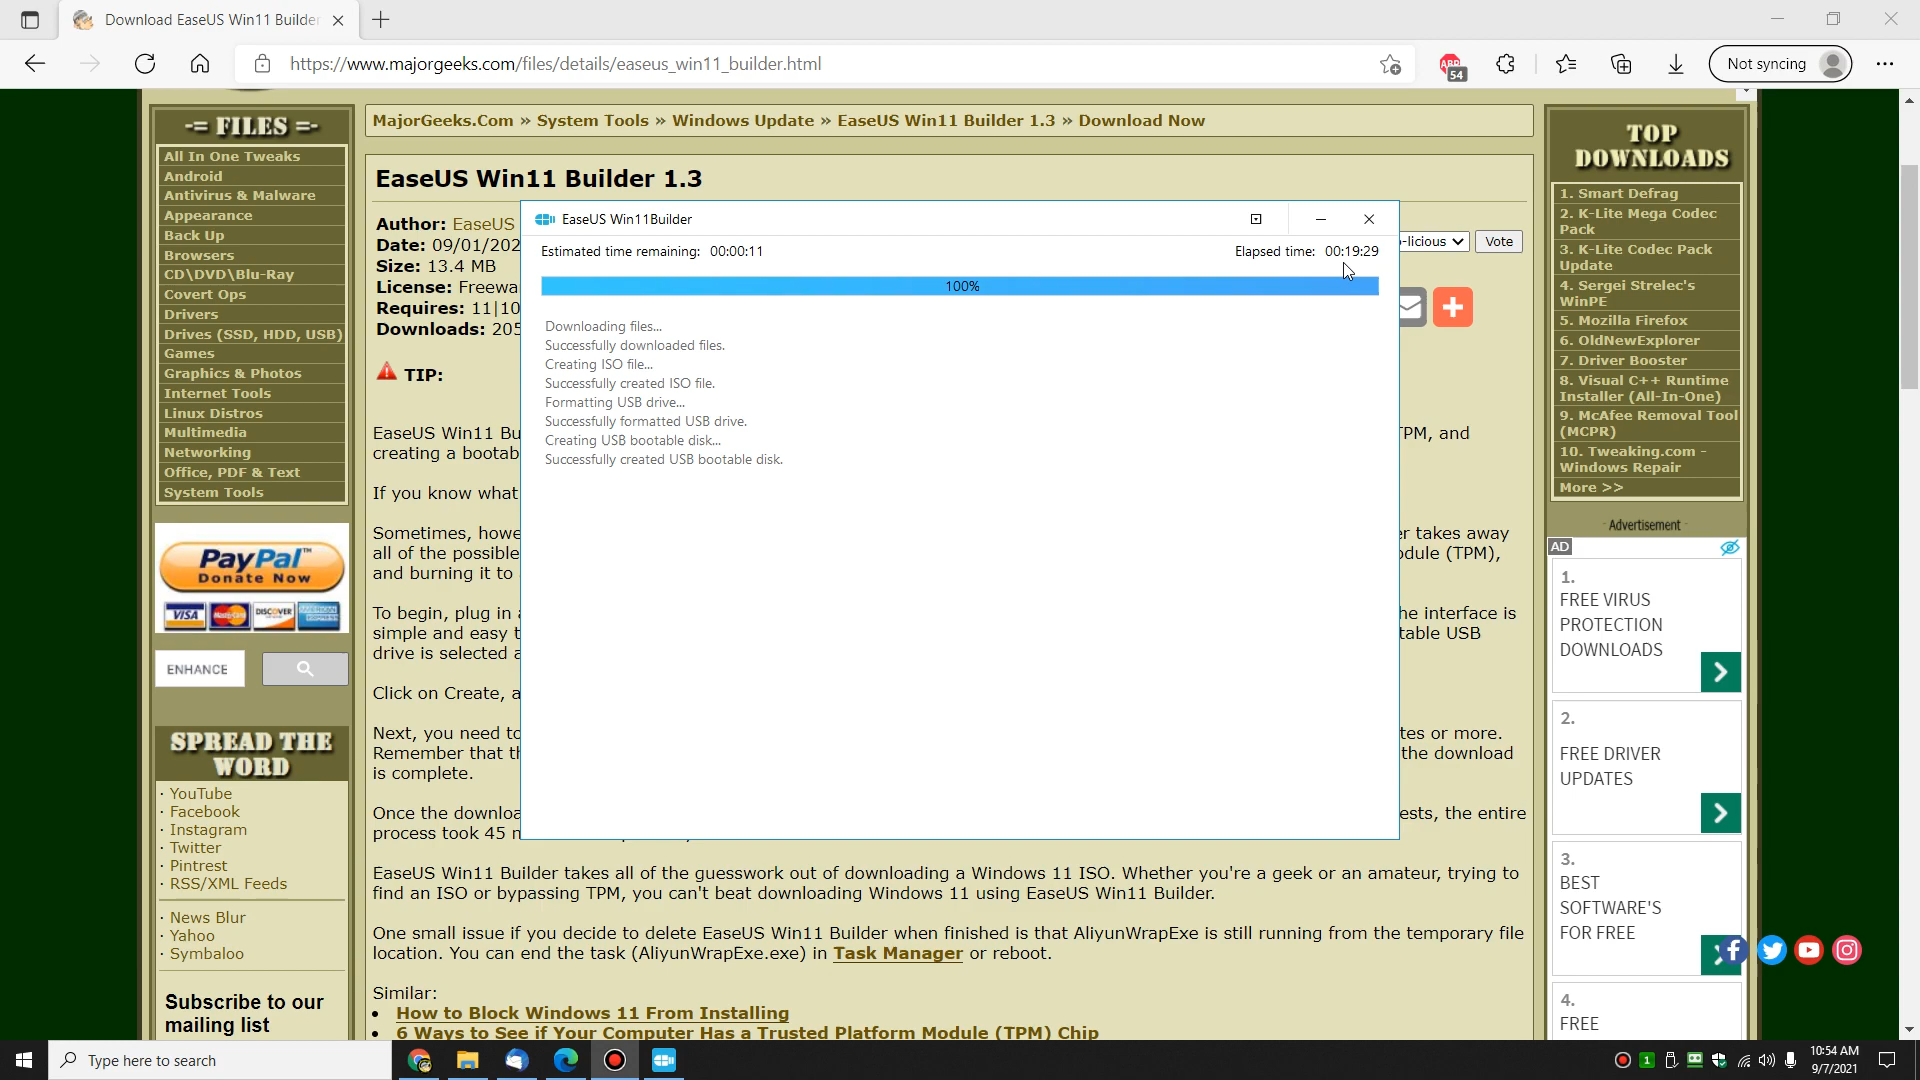 Download EaseUS Win11 Builder
https://www.majorgeeks.com/files/details/easeus_win11_builder.html
ABP
54
Not syncing
-= FILES =-
All In One Tweaks
Android
Antivirus & Malware
Appearance
Back Up
Browsers
CD\DVD\Blu-Ray
Covert Ops
Drivers
Drives (SSD, HDD, USB)
Games
Graphics & Photos
Internet Tools
Linux Distros
Multimedia
Networking
Office, PDF & Text
System Tools
PayPal™
Donate Now
VISA
MasterCard
DISCOVER
AMERICAN EXPRESS
ENHANCE
SPREAD THE
WORD
· YouTube
· Facebook
· Instagram
· Twitter
· Pintrest
· RSS/XML Feeds
· News Blur
· Yahoo
· Symbaloo
Subscribe to our
mailing list
MajorGeeks.Com » System Tools » Windows Update » EaseUS Win11 Builder 1.3 » Download Now
EaseUS Win11 Builder 1.3
Author: EaseUS
Date: 09/01/202
Size: 13.4 MB
License: Freewa
Requires: 11|10
Downloads: 205
-licious
Vote
TIP:
EaseUS Win11 Bu
TPM, and
creating a bootab
If you know what
Sometimes, howe
er takes away
all of the possible
odule (TPM),
and burning it to
To begin, plug in a
he interface is
simple and easy t
table USB
drive is selected a
Click on Create, a
Next, you need to
tes or more.
Remember that th
the download
is complete.
Once the downloa
ests, the entire
process took 45 m
EaseUS Win11 Builder takes all of the guesswork out of downloading a Windows 11 ISO. Whether you're a geek or an amateur, trying to
find an ISO or bypassing TPM, you can't beat downloading Windows 11 using EaseUS Win11 Builder.
One small issue if you decide to delete EaseUS Win11 Builder when finished is that AliyunWrapExe is still running from the temporary file
location. You can end the task (AliyunWrapExe.exe) in Task Manager or reboot.
Similar:
• How to Block Windows 11 From Installing
• 6 Ways to See if Your Computer Has a Trusted Platform Module (TPM) Chip
EaseUS Win11Builder
Estimated time remaining: 00:00:11
Elapsed time: 00:19:29
100%
Downloading files...
Successfully downloaded files.
Creating ISO file...
Successfully created ISO file.
Formatting USB drive...
Successfully formatted USB drive.
Creating USB bootable disk...
Successfully created USB bootable disk.
TOP
DOWNLOADS
1. Smart Defrag
2. K-Lite Mega Codec
Pack
3. K-Lite Codec Pack
Update
4. Sergei Strelec's
WinPE
5. Mozilla Firefox
6. OldNewExplorer
7. Driver Booster
8. Visual C++ Runtime
Installer (All-In-One)
9. McAfee Removal Tool
(MCPR)
10. Tweaking.com -
Windows Repair
More >>
- Advertisement -
AD
1.
FREE VIRUS
PROTECTION
DOWNLOADS
2.
FREE DRIVER
UPDATES
3.
BEST
SOFTWARE'S
FOR FREE
4.
FREE
Type here to search
1
10:54 AM
9/7/2021